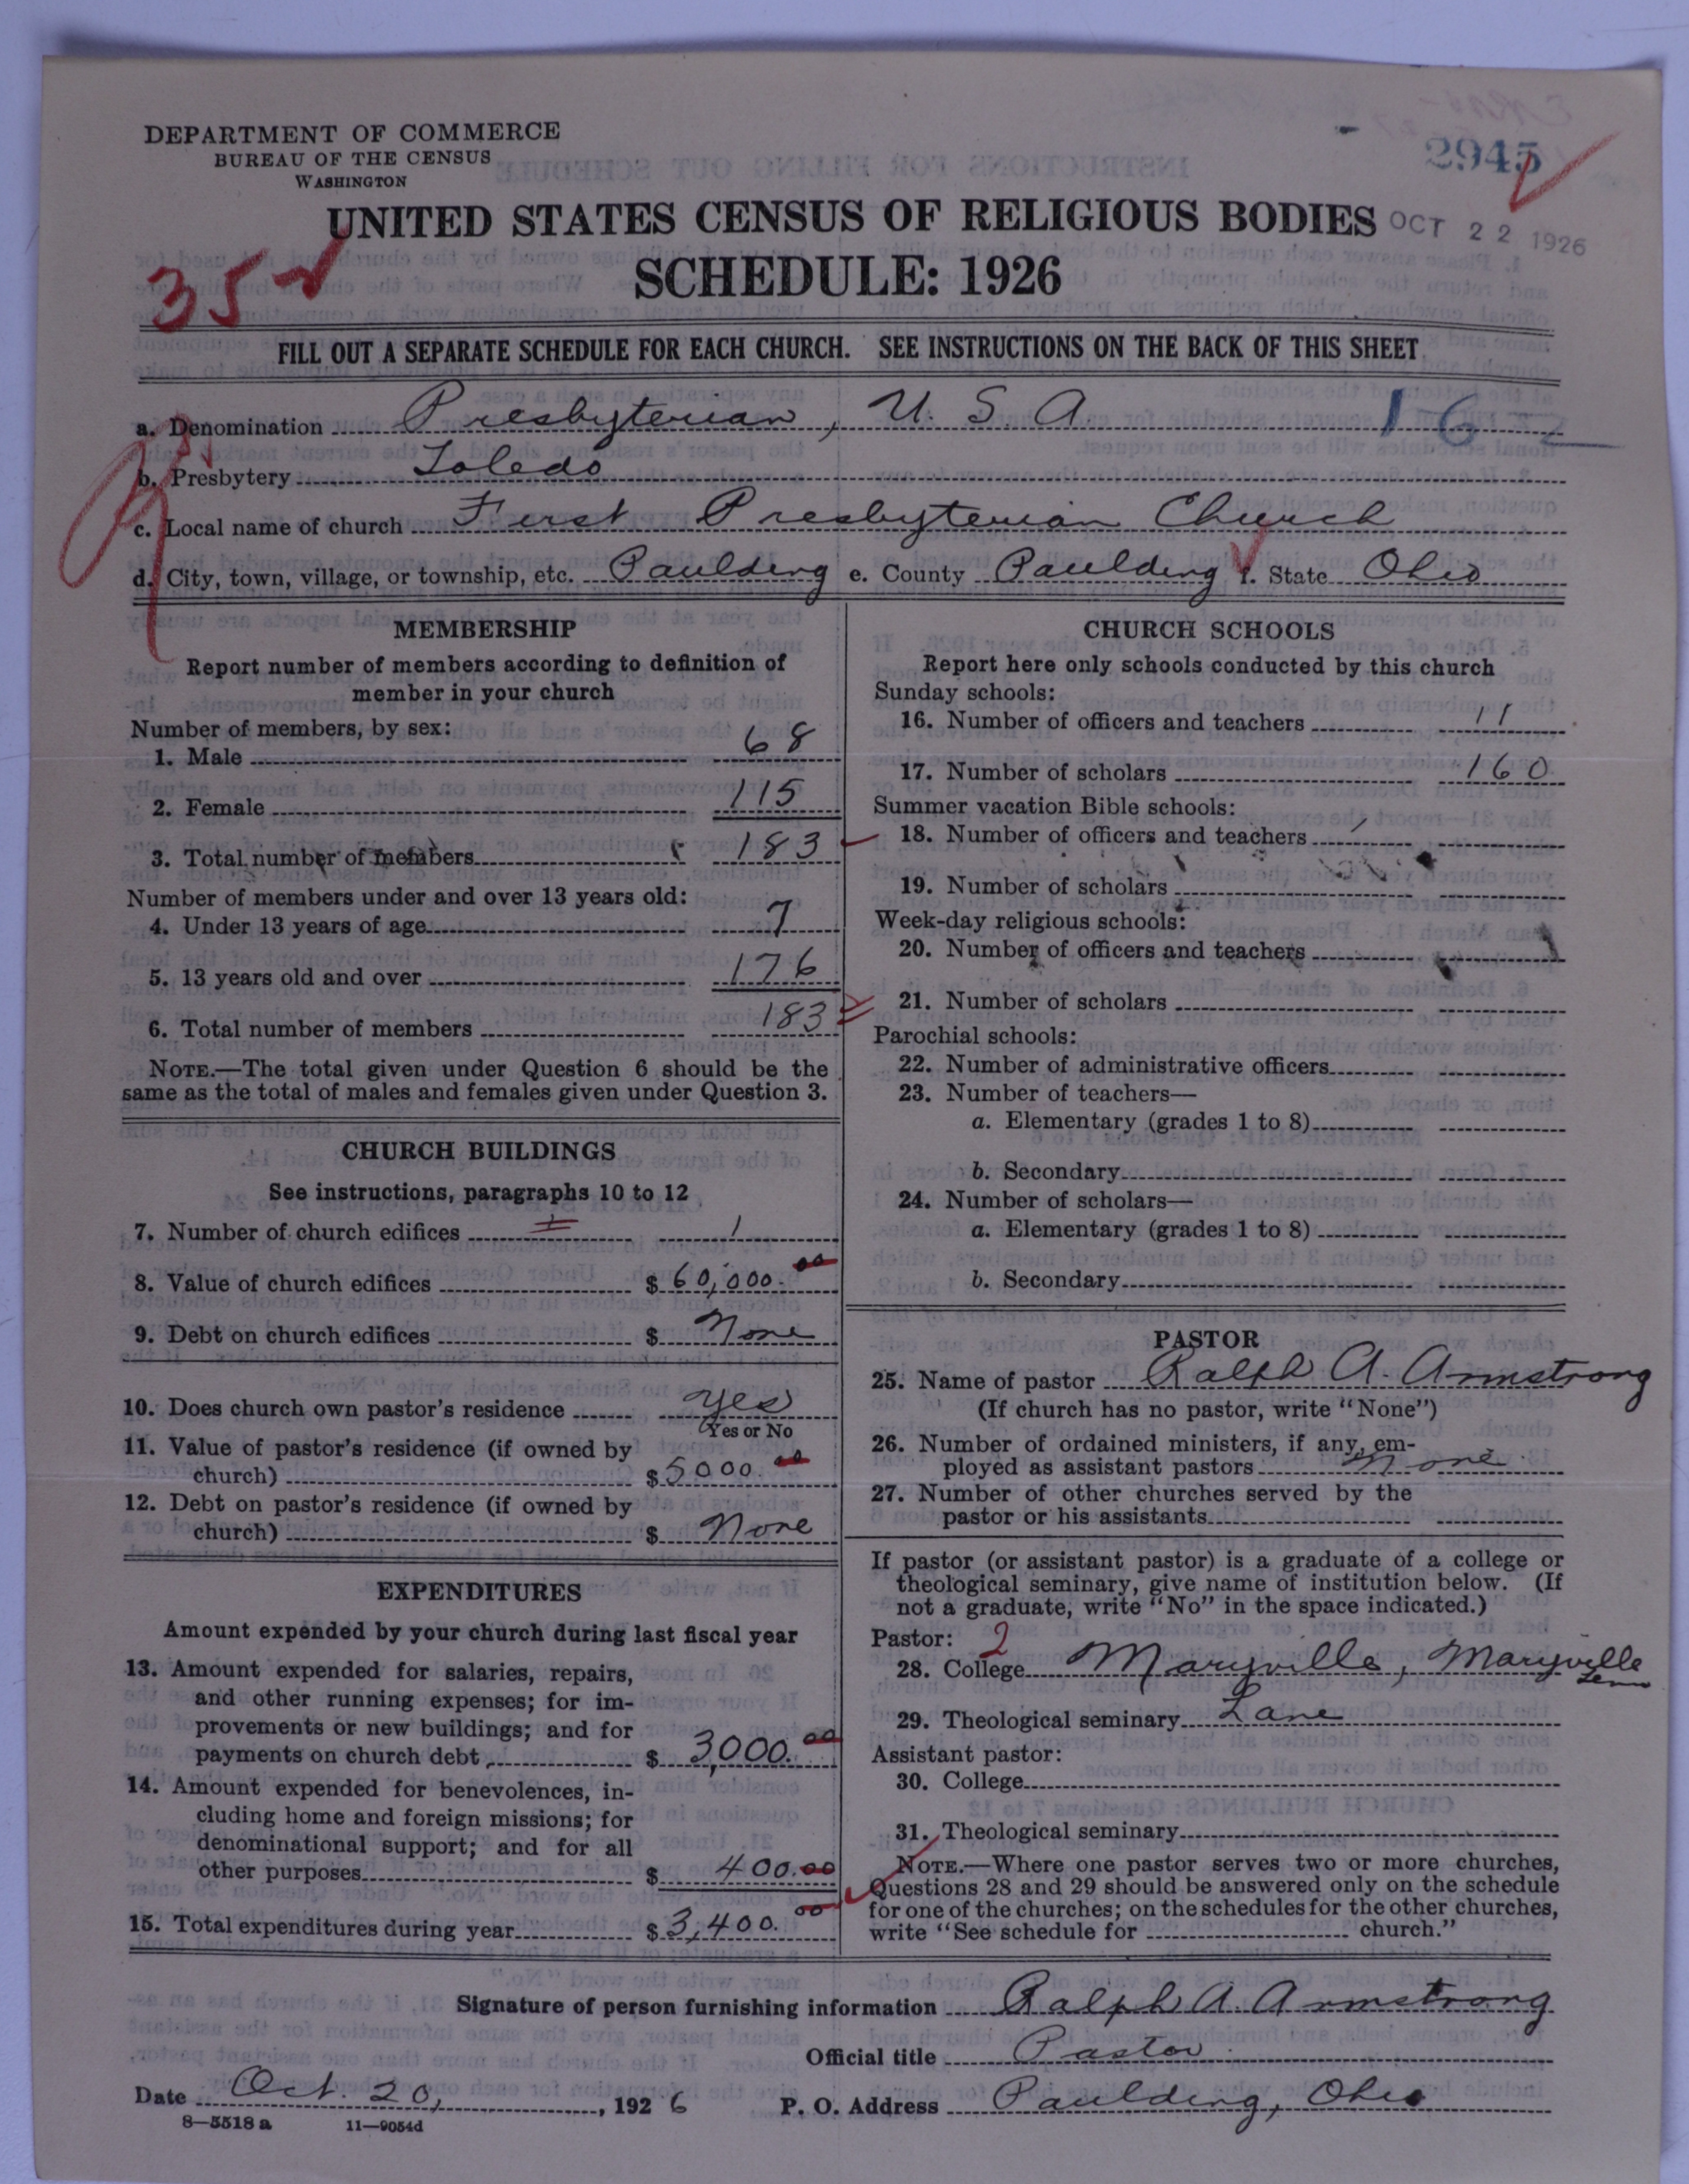 DEPARTMENT OF COMMERCE
BUREAU OF THE CENSUS
WASHINGTON
2945
UNITED STATES CENSUS OF RELIGIOUS BODIES
OCT 22 1926
SCHEDULE: 1926
35
FILL OUT A SEPARATE SCHEDULE FOR EACH CHURCH. SEE INSTRUCTIONS ON THE BACK OF THIS SHEET
a. Denomination Presbyterian, U. S. A 162
b. Presbytery Toledo
c. Local name of church First Presbyterian Church
d. City, town, village, or township, etc. Paulding e. County Paulding f. State Ohio
MEMBERSHIP
Report number of members according to definition of
member in your church
Number of members, by sex:
1. Male 68
2. Female 115
3. Total number of members 183
Number of members under and over 13 years old:
4. Under 13 years of age 7
5. 13 years old and over 176
6. Total number of members 183
NOTE.—The total given under Question 6 should be the
same as the total of males and females given under Question 3.
CHURCH BUILDINGS
See instructions, paragraphs 10 to 12
7. Number of church edifices 1
8. Value of church edifices $ 60,000.00
9. Debt on church edifices $ None
10. Does church own pastor's residence yes
Yes or No
11. Value of pastor's residence (if owned by
church) $ 5000.00
12. Debt on pastor's residence (if owned by
church) $ None
EXPENDITURES
Amount expended by your church during last fiscal year
13. Amount expended for salaries, repairs,
and other running expenses; for im-
provements or new buildings; and for
payments on church debt $ 3,000.00
14. Amount expended for benevolences, in-
cluding home and foreign missions; for
denominational support; and for all
other purposes $ 400.00
15. Total expenditures during year $ 3,400.00
CHURCH SCHOOLS
Report here only schools conducted by this church
Sunday schools:
16. Number of officers and teachers 11
17. Number of scholars 160
Summer vacation Bible schools:
18. Number of officers and teachers
19. Number of scholars
Week-day religious schools:
20. Number of officers and teachers
21. Number of scholars
Parochial schools:
22. Number of administrative officers
23. Number of teachers—
a. Elementary (grades 1 to 8)
b. Secondary
24. Number of scholars—
a. Elementary (grades 1 to 8)
b. Secondary
PASTOR
25. Name of pastor Ralph A. Armstrong
(If church has no pastor, write "None")
26. Number of ordained ministers, if any, em-
ployed as assistant pastors None
27. Number of other churches served by the
pastor or his assistants
If pastor (or assistant pastor) is a graduate of a college or
theological seminary, give name of institution below. (If
not a graduate, write "No" in the space indicated.)
Pastor: 2
28. College Maryville, Maryville Tenn
29. Theological seminary Lane
Assistant pastor:
30. College
31. Theological seminary
NOTE.—Where one pastor serves two or more churches,
Questions 28 and 29 should be answered only on the schedule
for one of the churches; on the schedules for the other churches,
write "See schedule for church."
Signature of person furnishing information Ralph A. Armstrong
Official title Pastor
Date Oct. 20, 1926 P. O. Address Paulding, Ohio
8—5518 a 11—9054d